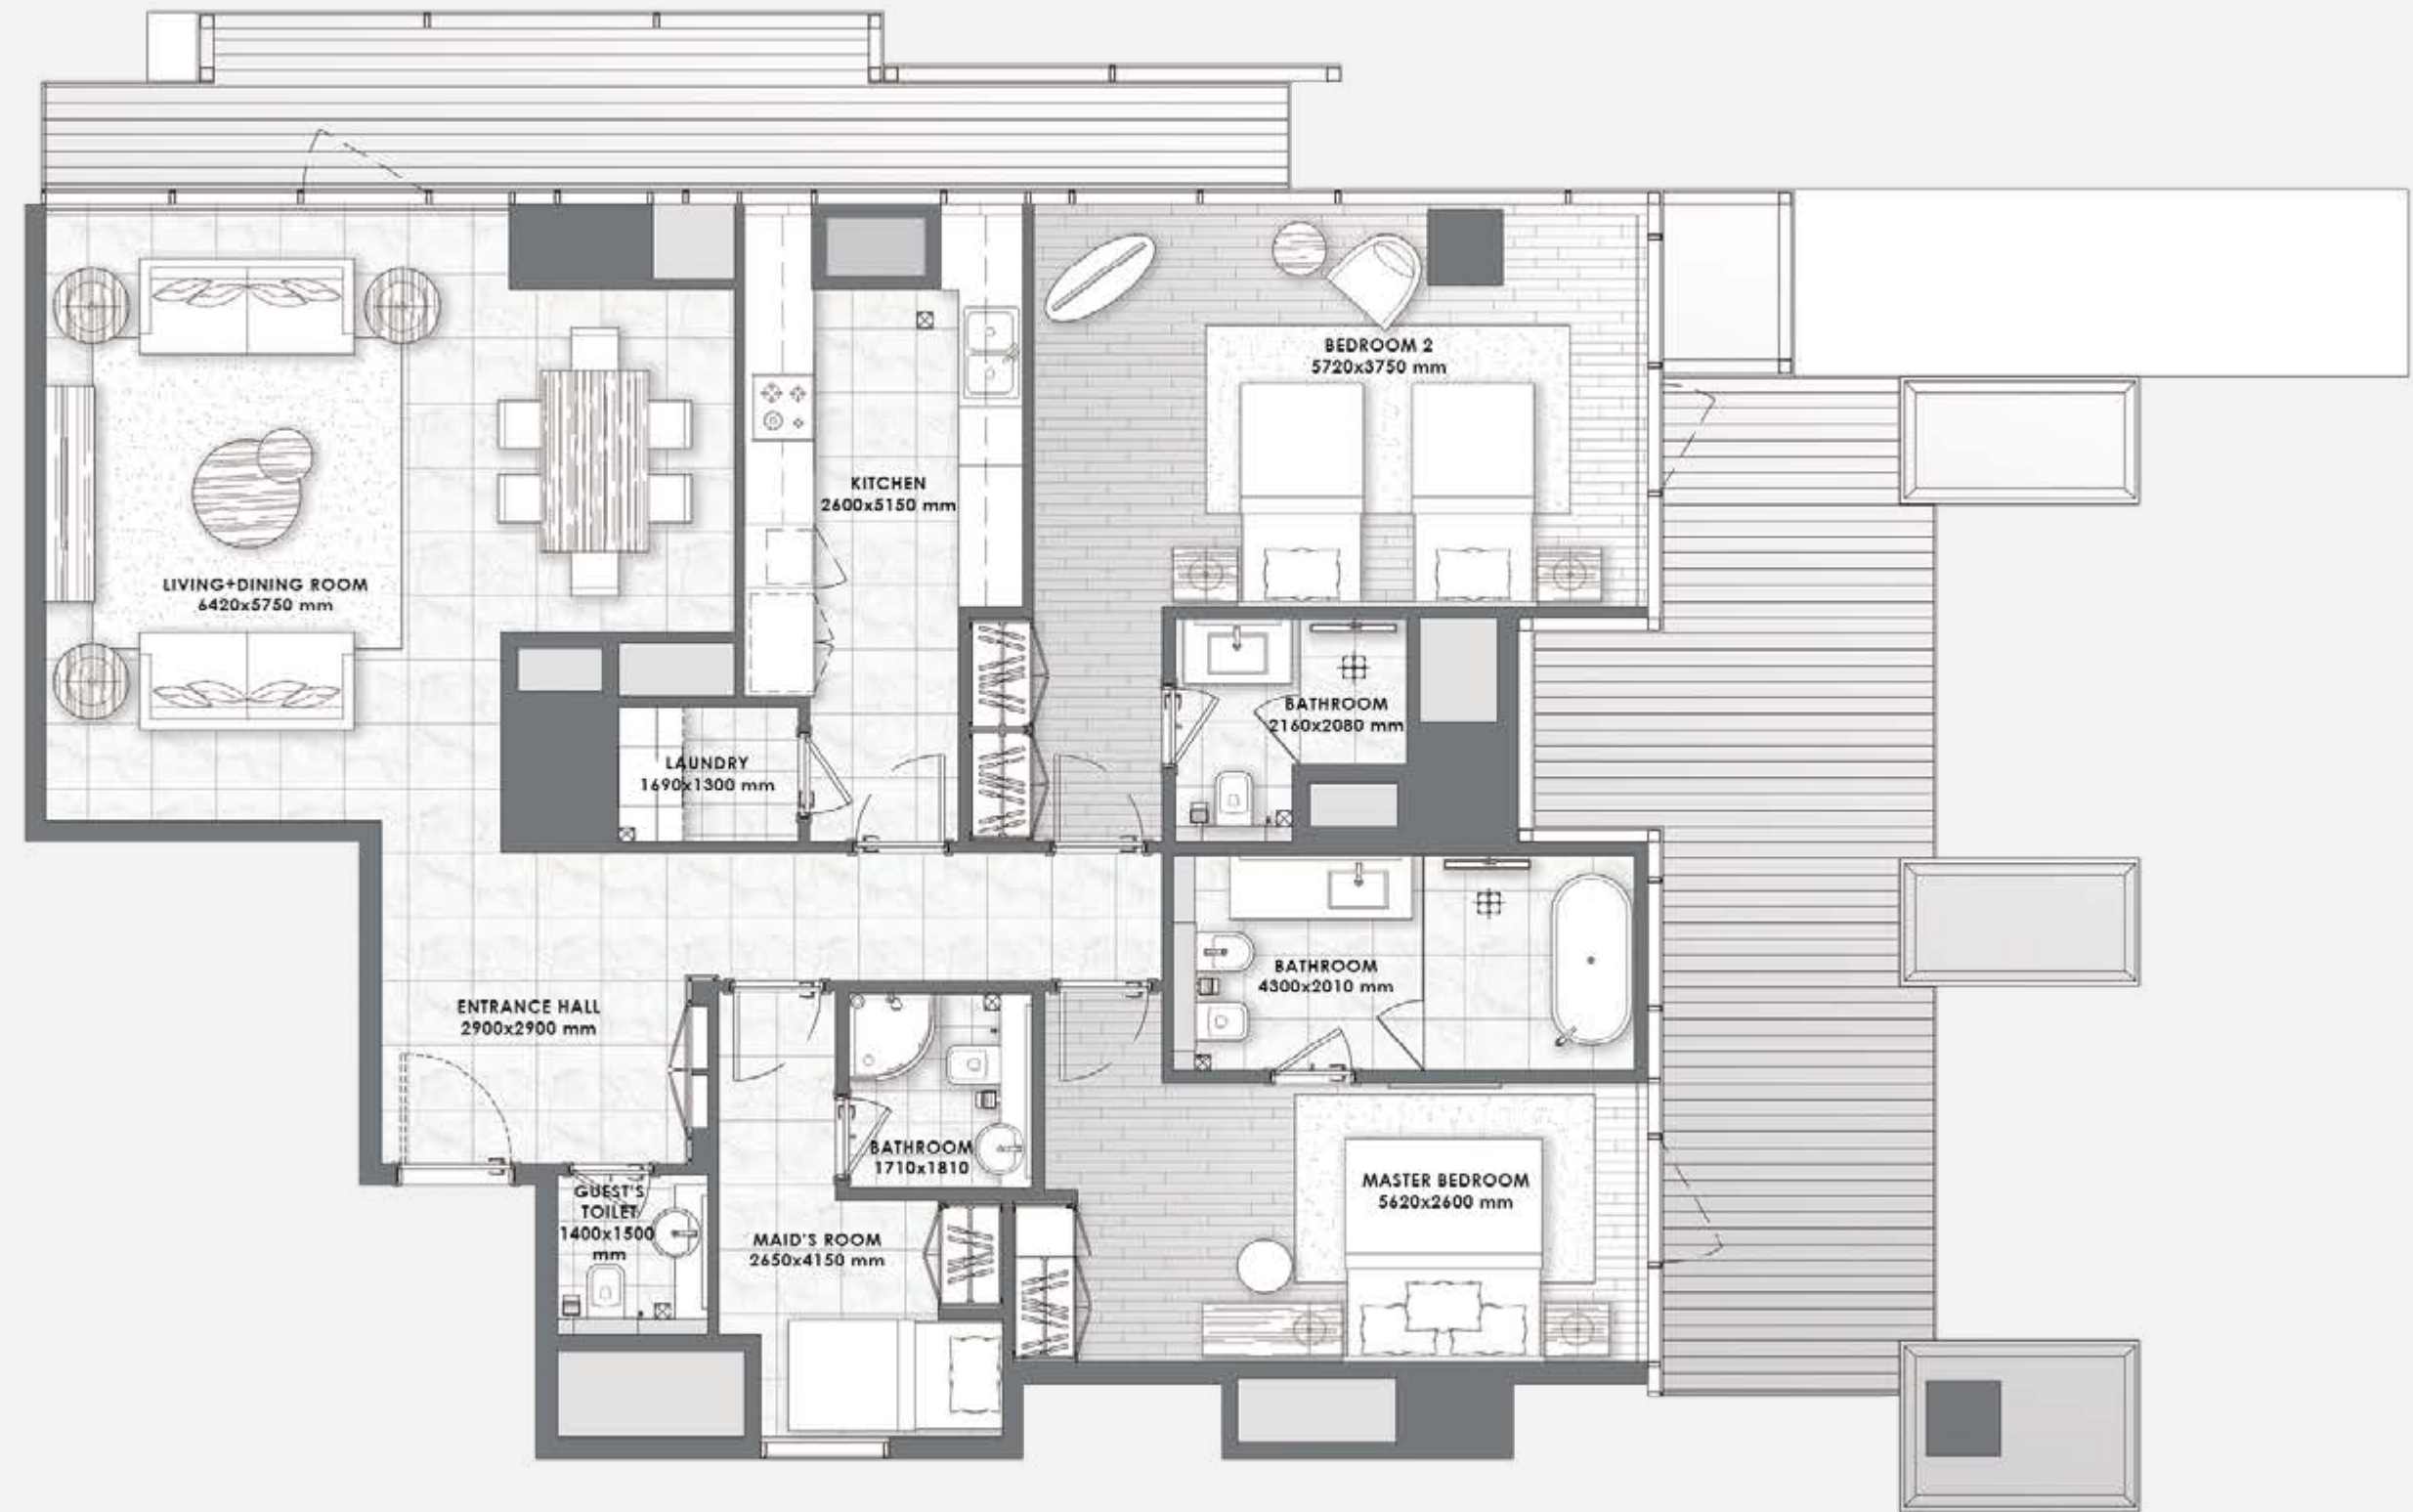 BEDROOM 2
5720x3750 mm
KITCHEN
2600x5150 mm
LIVING+DINING ROOM
6420x5750 mm
BATHROOM
2160x2080 mm
LAUNDRY
1690x1300 mm
BATHROOM
4300x2010 mm
ENTRANCE HALL
2900x2900 mm
BATHROOM
1710x1810
MASTER BEDROOM
5620x2600 mm
GUEST'S
TOILET
1400x1500
mm
MAID'S ROOM
2650x4150 mm